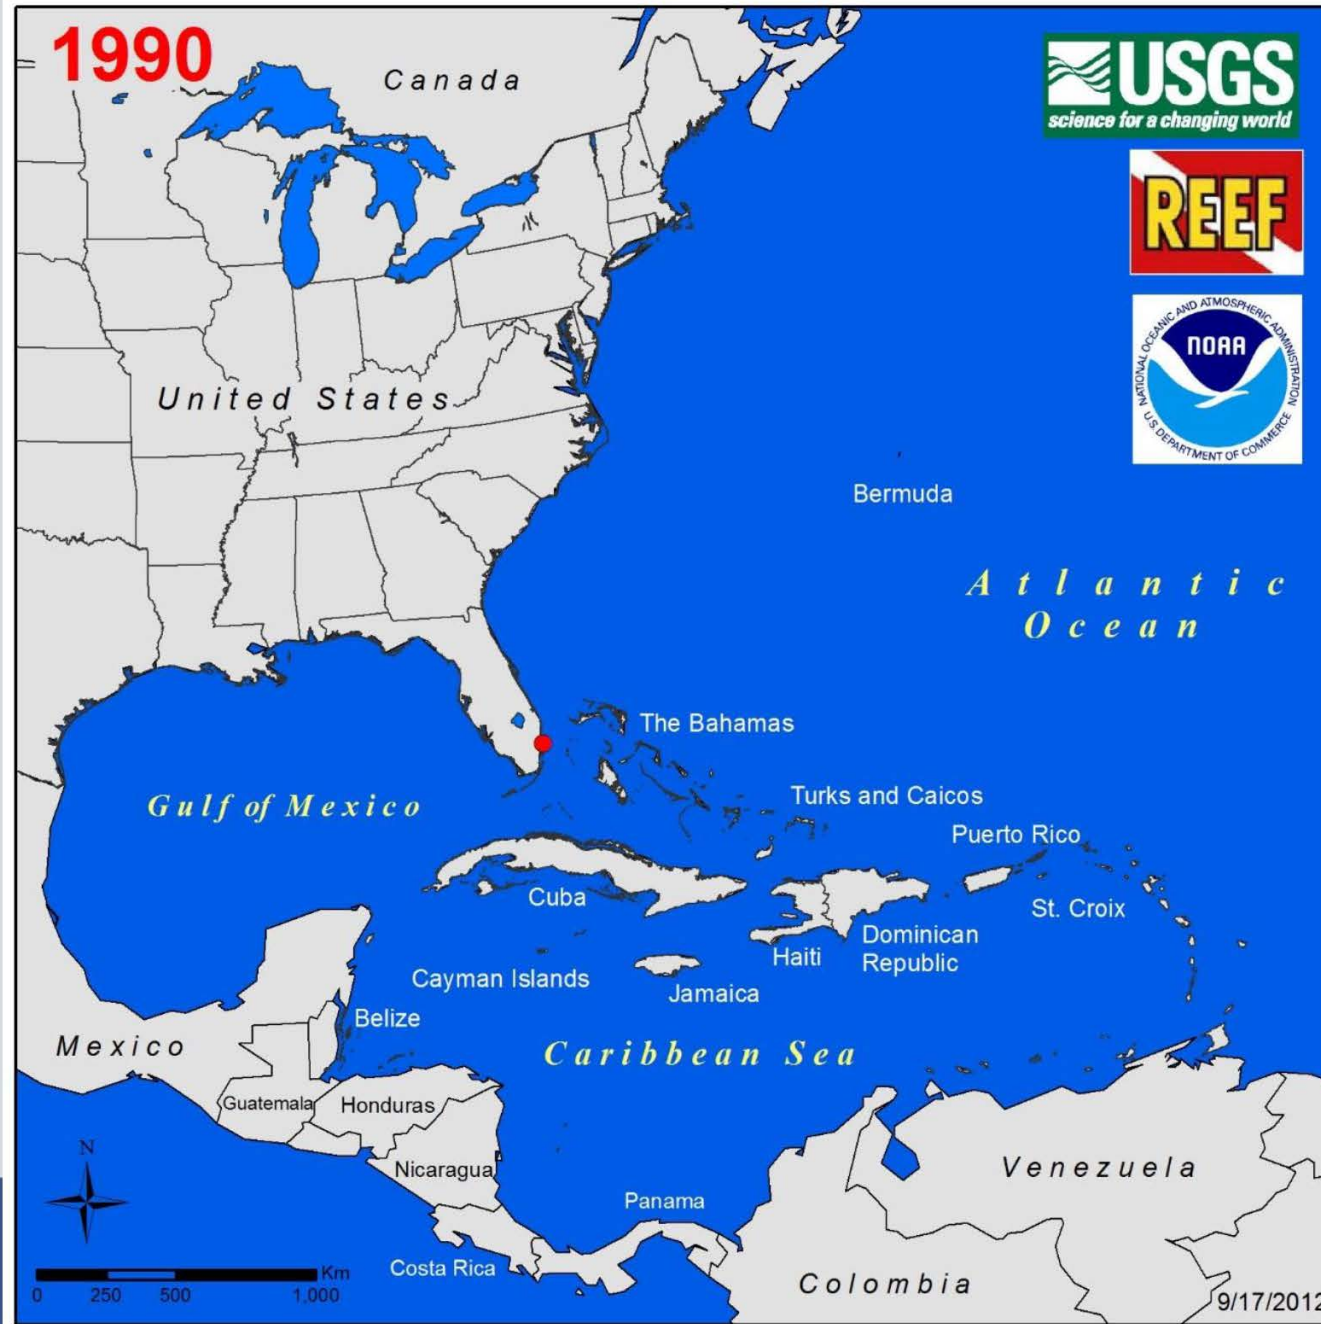 1990
Canada
USGS
science for a changing world
REEF
NATIONAL OCEANIC AND ATMOSPHERIC ADMINISTRATION
NOAA
U.S. DEPARTMENT OF COMMERCE
United States
Bermuda
Atlantic
Ocean
The Bahamas
Gulf of Mexico
Turks and Caicos
Puerto Rico
Cuba
St. Croix
Haiti
Dominican
Republic
Cayman Islands
Jamaica
Belize
Mexico
Caribbean Sea
Guatemala
Honduras
N
Nicaragua
Venezuela
Panama
Costa Rica
Km
0 250 500 1,000
Colombia
9/17/2012